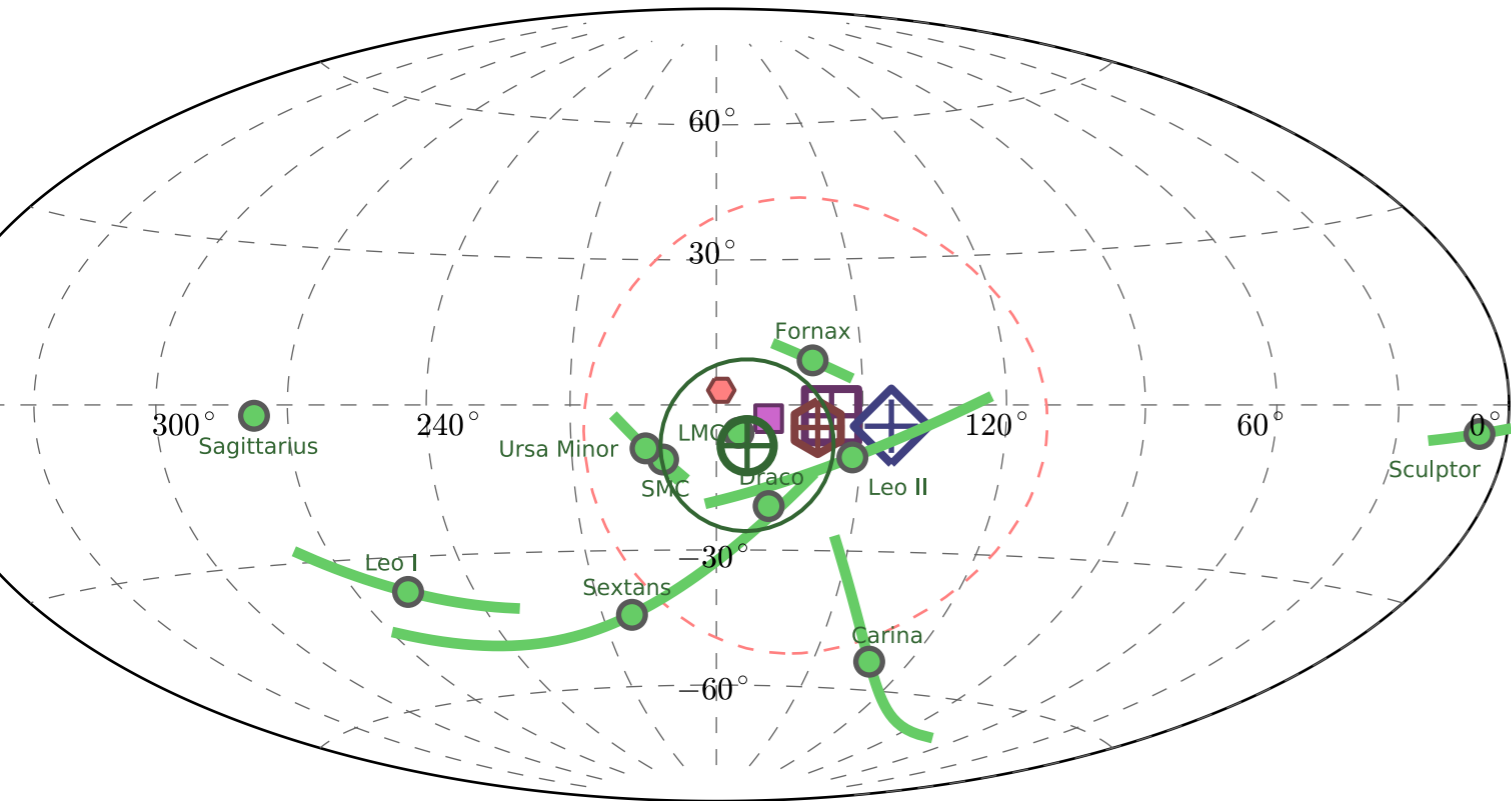 60°
30°
Fornax
300°
240°
120°
60°
0°
Sagittarius
Ursa Minor
LMC
SMC
Draco
Leo II
Sculptor
−30°
Leo I
Sextans
Carina
−60°